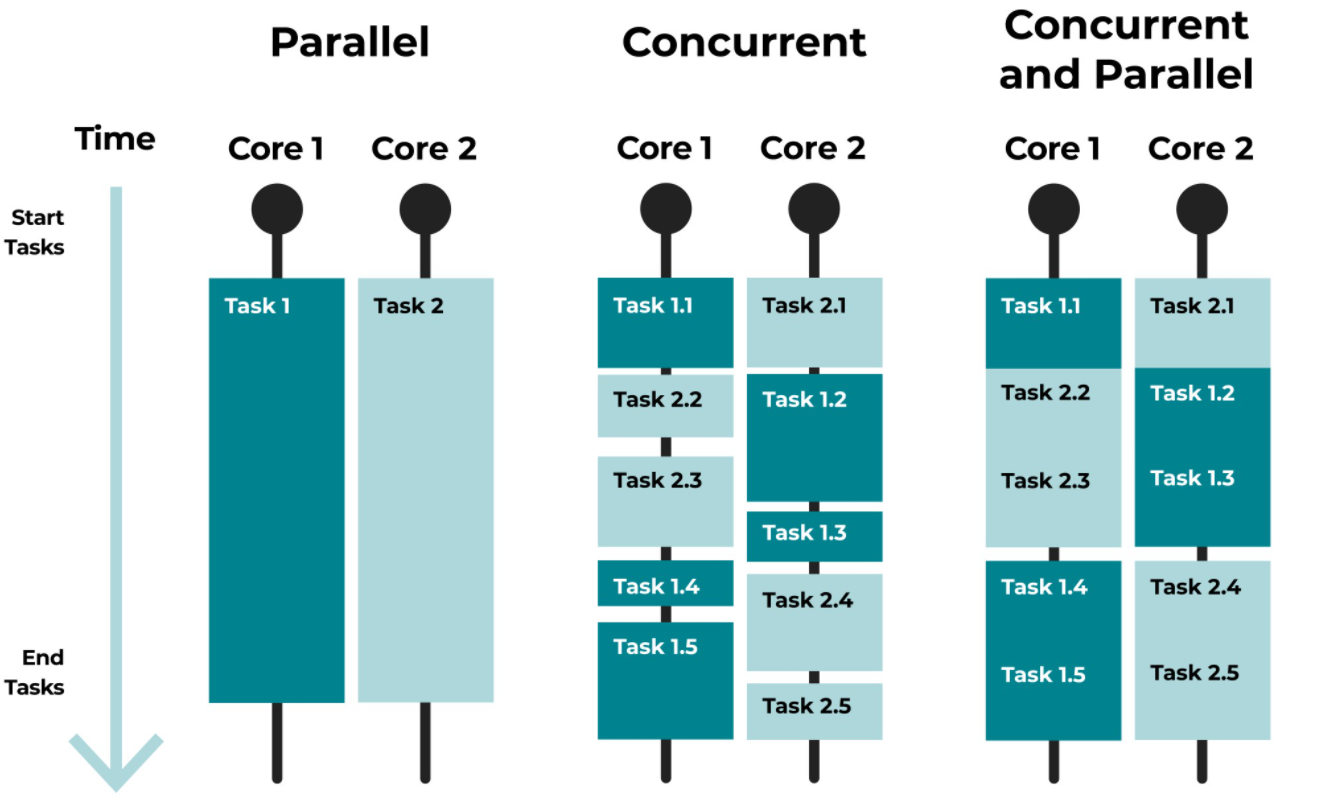 Parallel
Concurrent
Concurrent
and Parallel
Time
Core 1
Core 2
Core 1
Core 2
Core 1
Core 2
Start
Tasks
End
Tasks
Task 1
Task 2
Task 1.1
Task 2.2
Task 2.3
Task 1.4
Task 1.5
Task 2.1
Task 1.2
Task 1.3
Task 2.4
Task 2.5
Task 1.1
Task 2.2
Task 2.3
Task 1.4
Task 1.5
Task 2.1
Task 1.2
Task 1.3
Task 2.4
Task 2.5